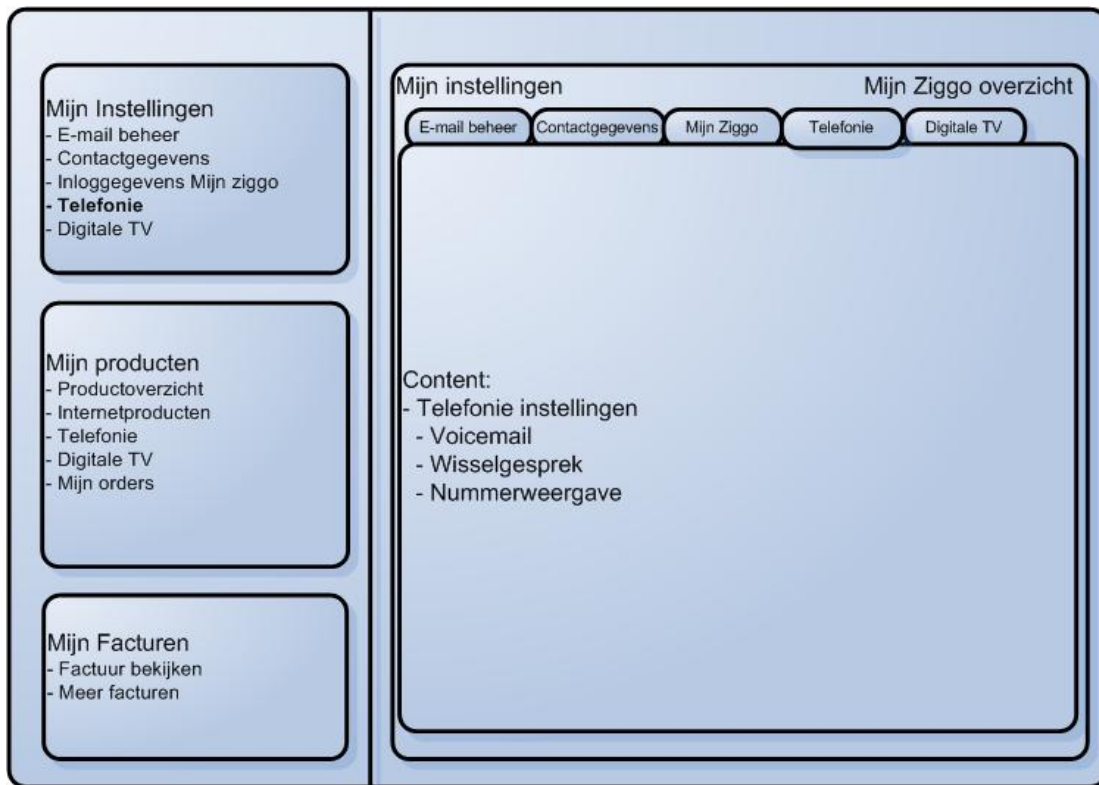 Mijn Instellingen
- E-mail beheer
- Contactgegevens
- Inloggegevens Mijn ziggo
- Telefonie
- Digitale TV
Mijn producten
- Productoverzicht
- Internetproducten
- Telefonie
- Digitale TV
- Mijn orders
Mijn Facturen
- Factuur bekijken
- Meer facturen
Mijn instellingen
Mijn Ziggo overzicht
E-mail beheer
Contactgegevens
Mijn Ziggo
Telefonie
Digitale TV
Content:
- Telefonie instellingen
- Voicemail
- Wisselgesprek
- Nummerweergave